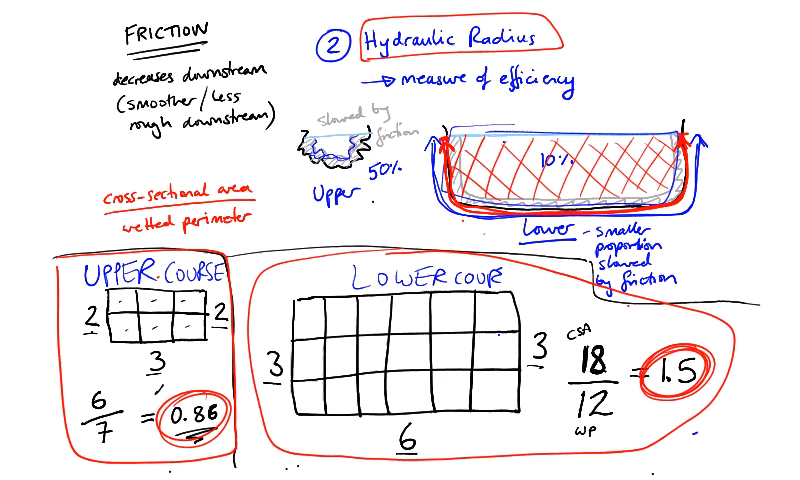 FRICTION
decreases downstream
(smoother/less
rough downstream)
2 Hydraulic Radius
→ measure of efficiency
slowed by
friction
50%
Upper
10%
Lower - smaller
proportion
slowed
by friction
cross-sectional area
wetted perimeter
UPPER COURSE
2
2
3
6
7
= 0.86
LOWER COUR
3
3
6
CSA
18
12
WP
= 1.5